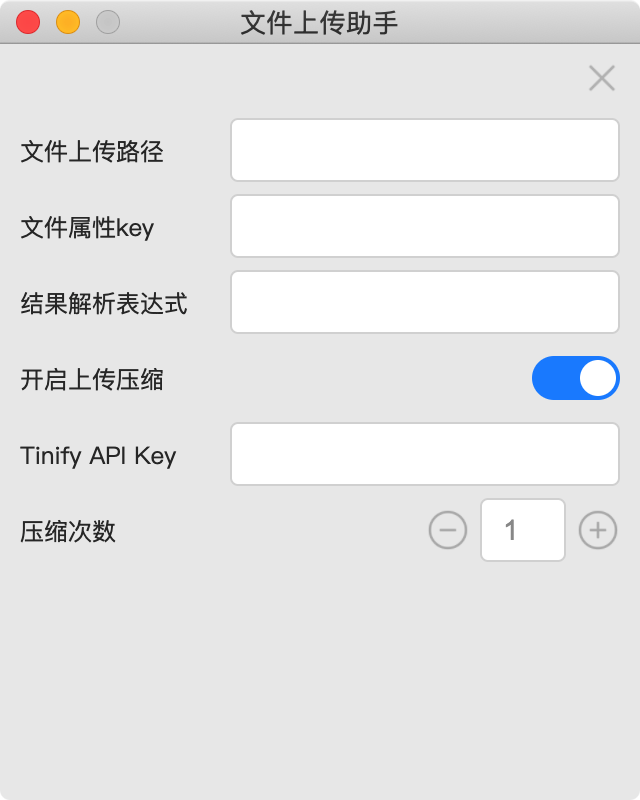 文件上传助手
文件上传路径
文件属性key
结果解析表达式
开启上传压缩
Tinify API Key
压缩次数 1